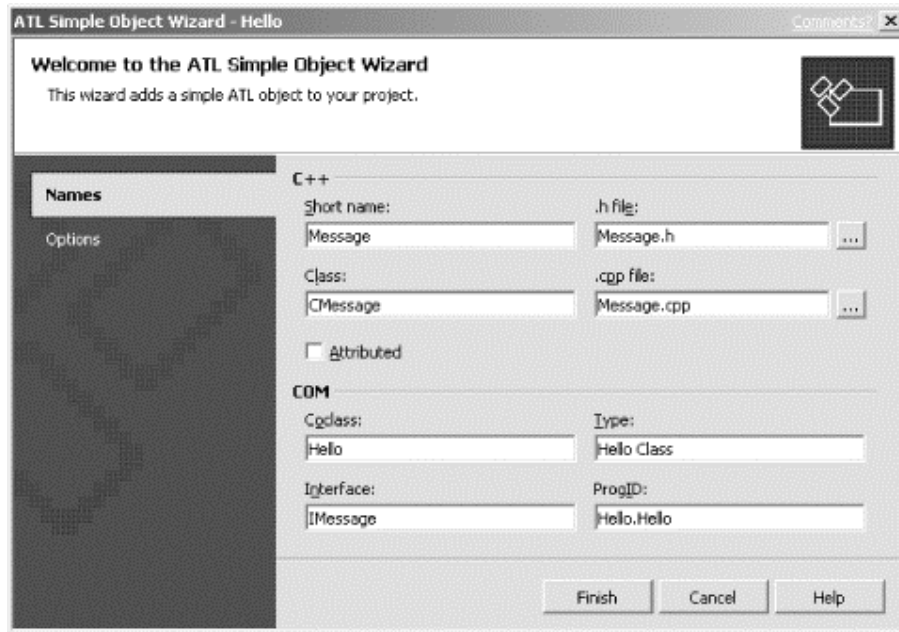 ATL Simple Object Wizard - Hello
Comments?
Welcome to the ATL Simple Object Wizard
This wizard adds a simple ATL object to your project.
Names
Options
C++
Short name:
.h file:
Message
Message.h
...
Class:
.cpp file:
CMessage
Message.cpp
...
Attributed
COM
Coclass:
Type:
Hello
Hello Class
Interface:
ProgID:
IMessage
Hello.Hello
Finish
Cancel
Help